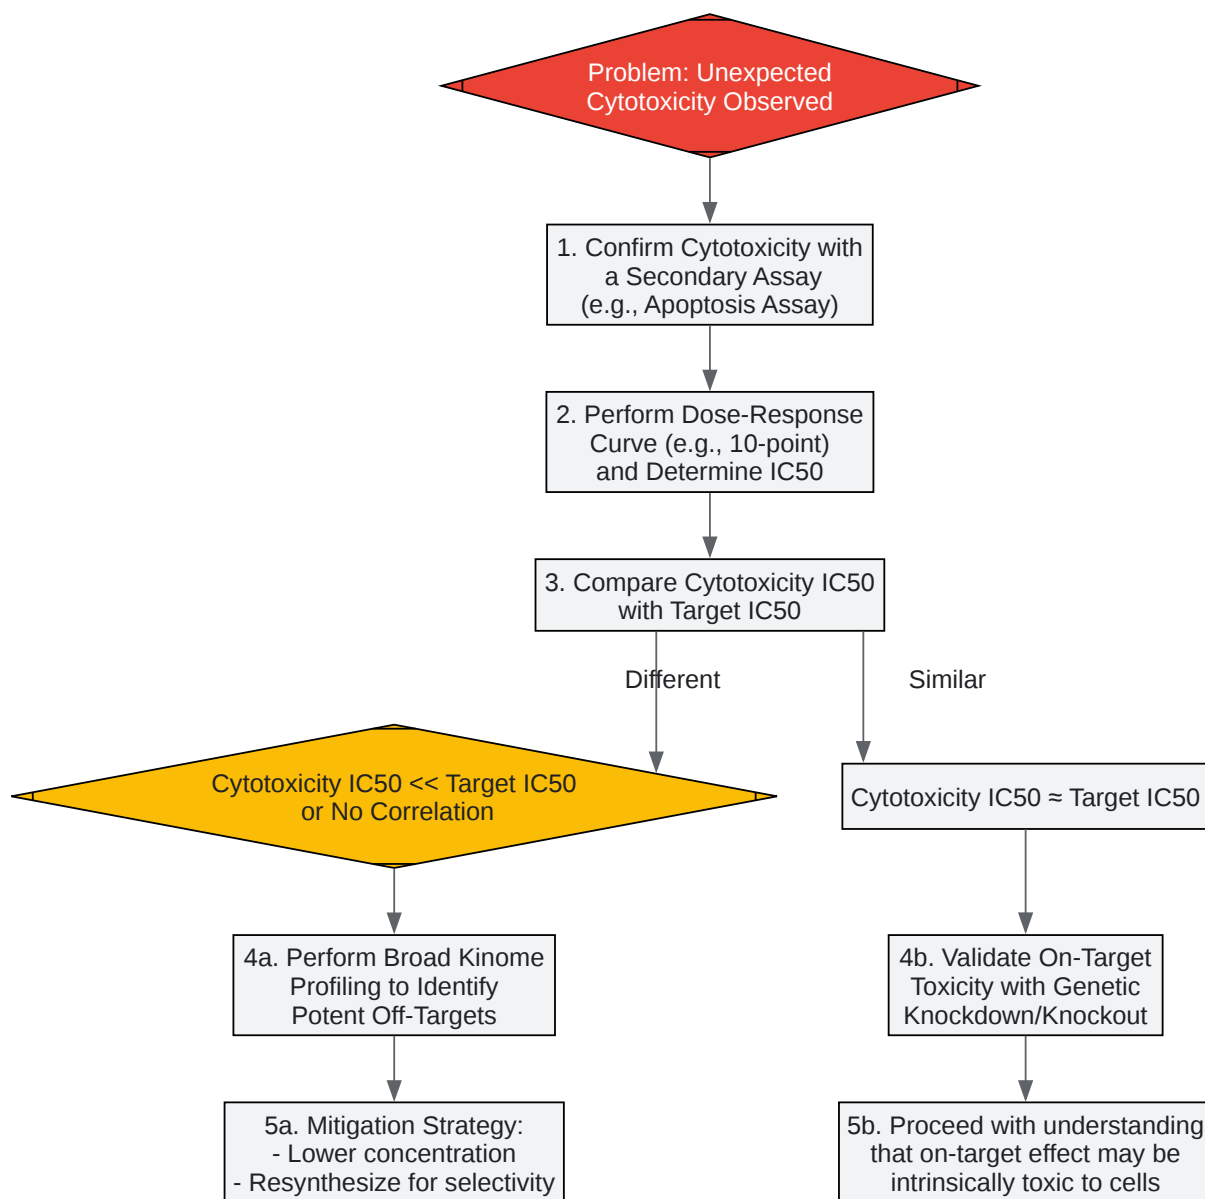 Problem: Unexpected
Cytotoxicity Observed
1. Confirm Cytotoxicity with
a Secondary Assay
(e.g., Apoptosis Assay)
2. Perform Dose-Response
Curve (e.g., 10-point)
and Determine IC50
3. Compare Cytotoxicity IC50
with Target IC50
Different
Similar
Cytotoxicity IC50 << Target IC50
or No Correlation
Cytotoxicity IC50 ≈ Target IC50
4a. Perform Broad Kinome
Profiling to Identify
Potent Off-Targets
4b. Validate On-Target
Toxicity with Genetic
Knockdown/Knockout
5a. Mitigation Strategy:
- Lower concentration
- Resynthesize for selectivity
5b. Proceed with understanding
that on-target effect may be
intrinsically toxic to cells